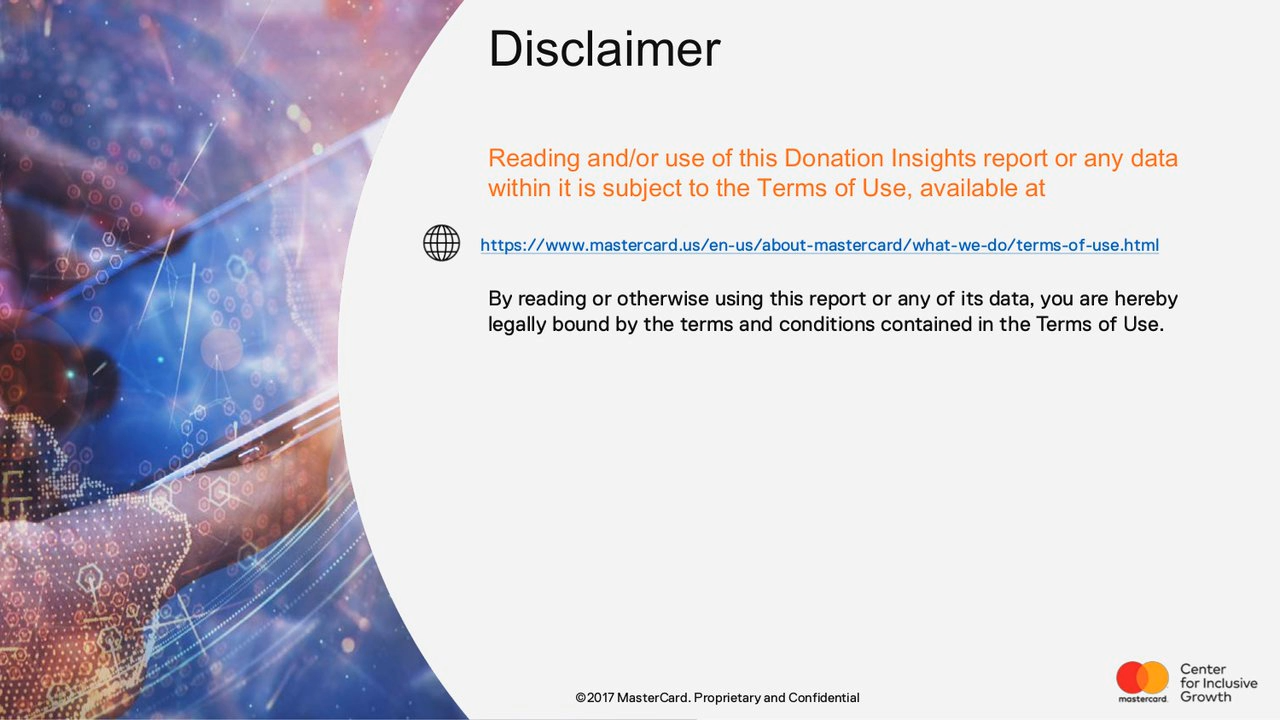 Disclaimer
Reading and/or use of this Donation Insights report or any data
within it is subject to the Terms of Use, available at
https://www.mastercard.us/en-us/about-mastercard/what-we-do/terms-of-use.html
By reading or otherwise using this report or any of its data, you are hereby
legally bound by the terms and conditions contained in the Terms of Use.
©2017 MasterCard. Proprietary and Confidential
mastercard.
Center
for Inclusive
Growth